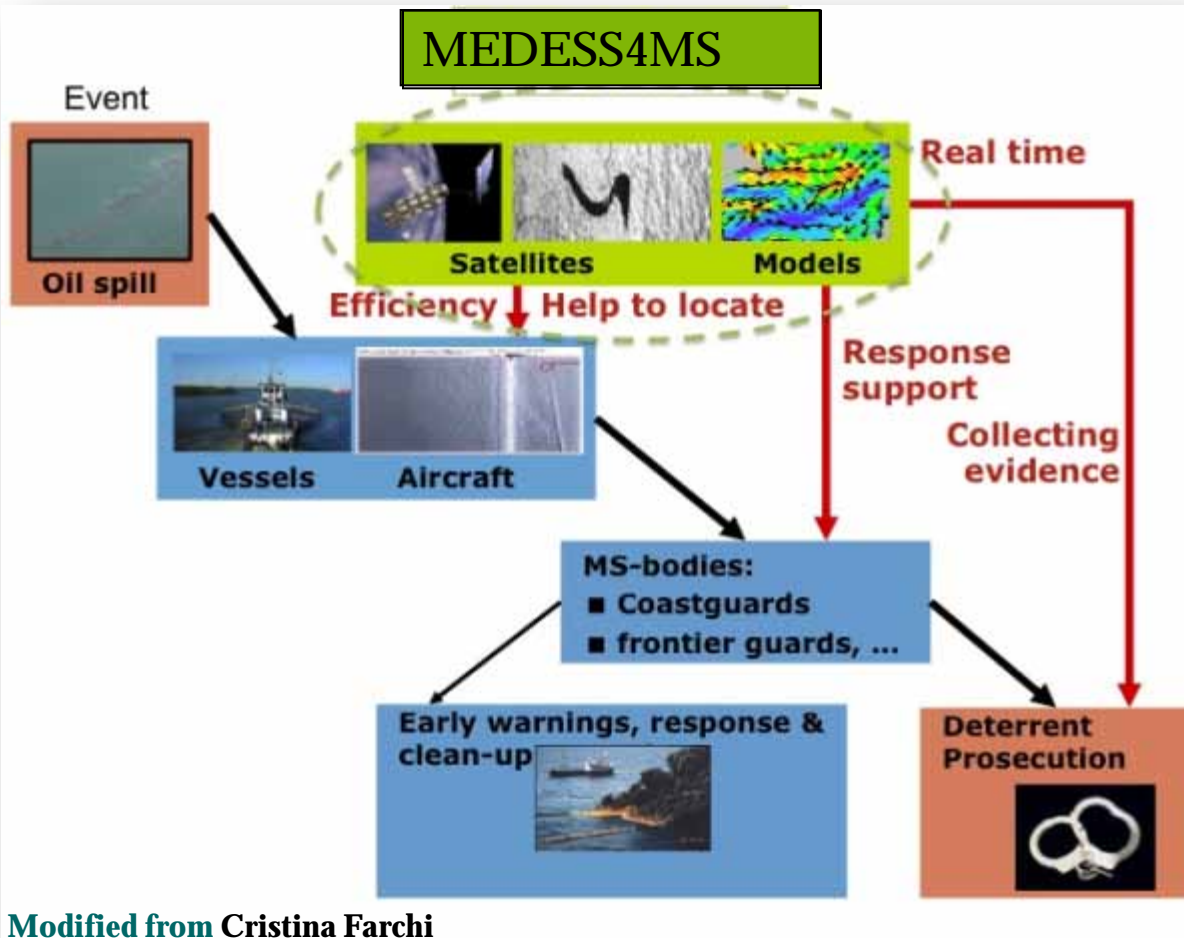 MEDESS4MS
Event
Oil spill
Satellites
Models
Real time
Efficiency
Help to locate
Response
support
Collecting
evidence
Vessels
Aircraft
MS-bodies:
▪ Coastguards
▪ frontier guards, ...
Early warnings, response &
clean-up
Deterrent
Prosecution
Modified from Cristina Farchi